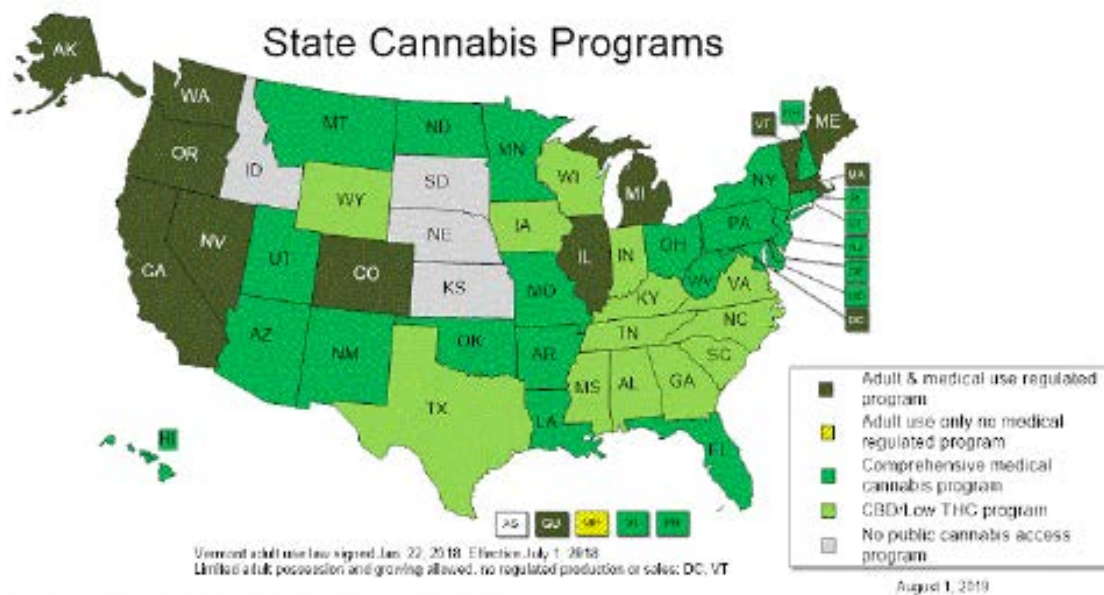 State Cannabis Programs
AK
WA
OR
CA
NV
ID
MT
WY
UT
CO
AZ
NM
ND
SD
NE
KS
OK
TX
MN
IA
MO
AR
LA
WI
IL
MI
IN
OH
KY
TN
MS
AL
GA
FL
SC
NC
VA
WV
PA
NY
VT
ME
MA
DC
HI
AS
GU
Adult & medical use regulated
program
Adult use only no medical
regulated program
Comprehensive medical
cannabis program
CBD/Low THC program
No public cannabis access
program
Vermont adult use law signed Jan. 22, 2018. Effective July 1, 2018
Limited adult possession and growing allowed, no regulated production or sales: DC, VT
August 1, 2019